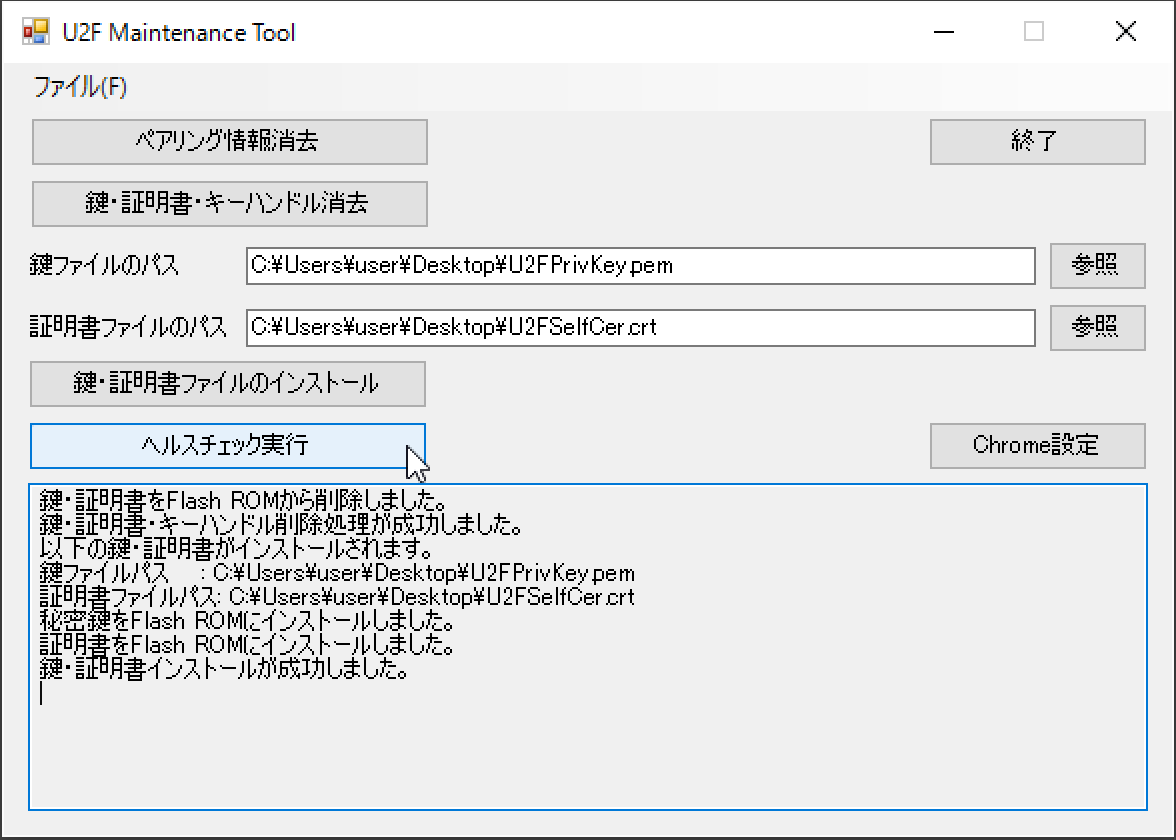 U2F Maintenance Tool
ファイル(F)
ペアリング情報消去
終了
鍵・証明書・キーハンドル消去
鍵ファイルのパス
C:¥Users¥user¥Desktop¥U2FPrivKey.pem
参照
証明書ファイルのパス
C:¥Users¥user¥Desktop¥U2FSelfCer.crt
参照
鍵・証明書ファイルのインストール
ヘルスチェック実行
Chrome設定
鍵・証明書をFlash ROMから削除しました。
鍵・証明書・キーハンドル削除処理が成功しました。
以下の鍵・証明書がインストールされます。
鍵ファイルパス　: C:¥Users¥user¥Desktop¥U2FPrivKey.pem
証明書ファイルパス: C:¥Users¥user¥Desktop¥U2FSelfCer.crt
秘密鍵をFlash ROMにインストールしました。
証明書をFlash ROMにインストールしました。
鍵・証明書インストールが成功しました。